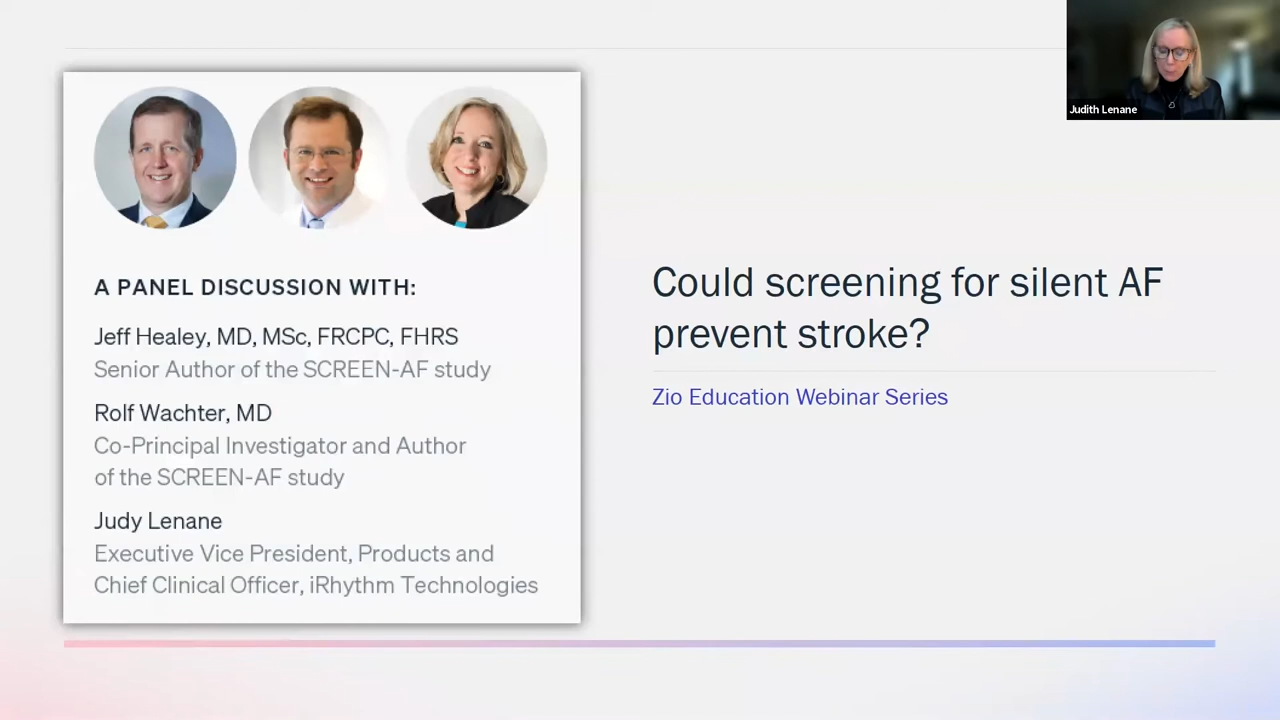 Judith Lenane
A PANEL DISCUSSION WITH:
Jeff Healey, MD, MSc, FRCPC, FHRS
Senior Author of the SCREEN-AF study
Rolf Wachter, MD
Co-Principal Investigator and Author
of the SCREEN-AF study
Judy Lenane
Executive Vice President, Products and
Chief Clinical Officer, iRhythm Technologies
Could screening for silent AF
prevent stroke?
Zio Education Webinar Series